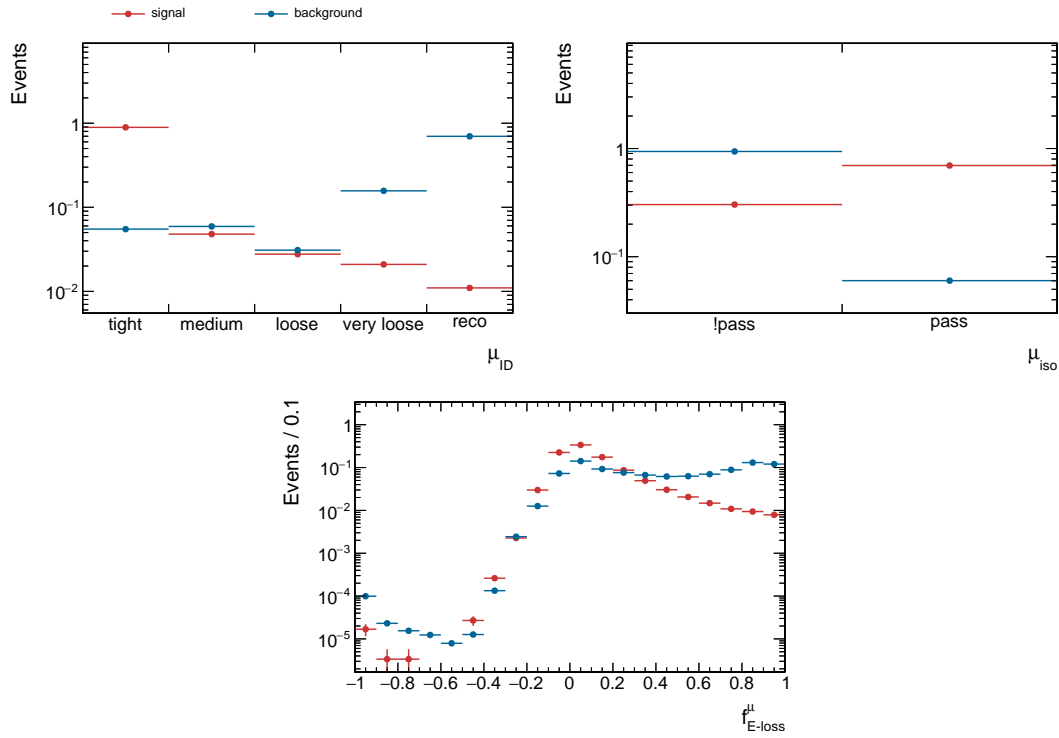 signal background
Events
1
10⁻¹
10⁻²
tight medium loose very loose reco
μ_ID
Events
1
10⁻¹
!pass pass
μ_iso
Events / 0.1
1
10⁻¹
10⁻²
10⁻³
10⁻⁴
10⁻⁵
−1 −0.8 −0.6 −0.4 −0.2 0 0.2 0.4 0.6 0.8 1
f^μ_E-loss